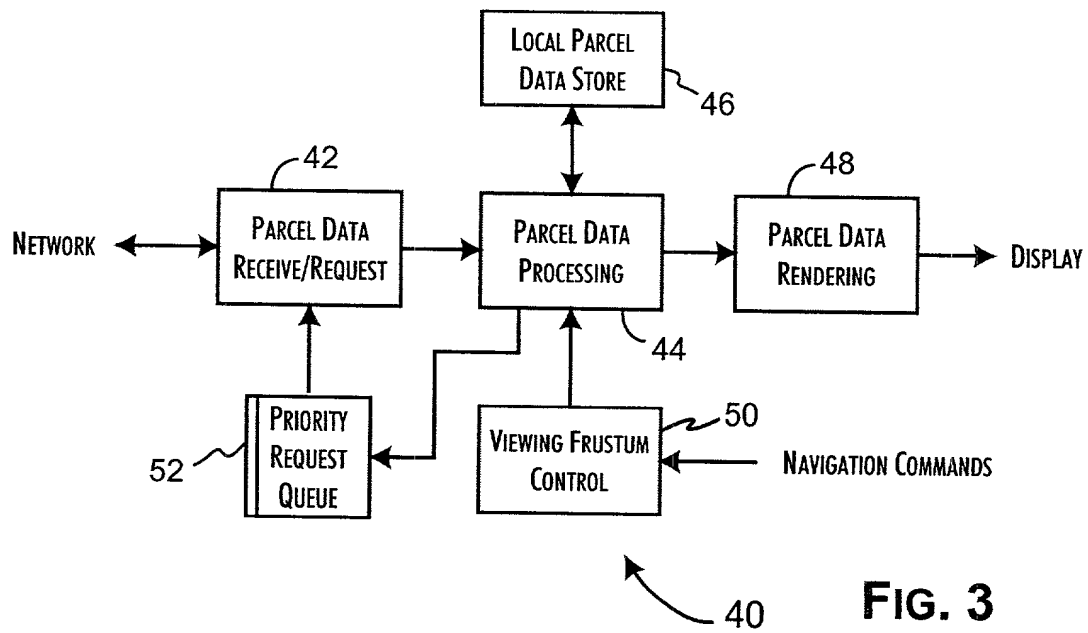 LOCAL PARCEL
DATA STORE
46
42
48
NETWORK
PARCEL DATA
RECEIVE/REQUEST
PARCEL DATA
PROCESSING
PARCEL DATA
RENDERING
DISPLAY
44
52
PRIORITY
REQUEST
QUEUE
VIEWING FRUSTUM
CONTROL
50
NAVIGATION COMMANDS
40
FIG. 3